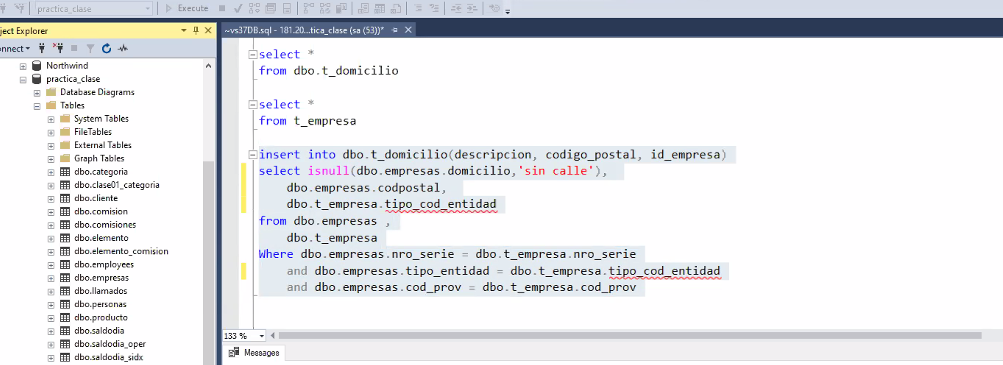 practica_clase
Execute
ject Explorer
~vs37DB.sql - 181.20...tica_clase (sa (53))*
onnect
Northwind
practica_clase
Database Diagrams
Tables
System Tables
FileTables
External Tables
Graph Tables
dbo.categoria
dbo.clase01_categoria
dbo.cliente
dbo.comision
dbo.comisiones
dbo.elemento
dbo.elemento_comision
dbo.employees
dbo.empresas
dbo.llamados
dbo.personas
dbo.producto
dbo.saldodia
dbo.saldodia_oper
dbo.saldodia_sidx
select *
from dbo.t_domicilio
select *
from t_empresa
insert into dbo.t_domicilio(descripcion, codigo_postal, id_empresa)
select isnull(dbo.empresas.domicilio,'sin calle'),
dbo.empresas.codpostal,
dbo.t_empresa.tipo_cod_entidad
from dbo.empresas ,
dbo.t_empresa
Where dbo.empresas.nro_serie = dbo.t_empresa.nro_serie
and dbo.empresas.tipo_entidad = dbo.t_empresa.tipo_cod_entidad
and dbo.empresas.cod_prov = dbo.t_empresa.cod_prov
133 %
Messages